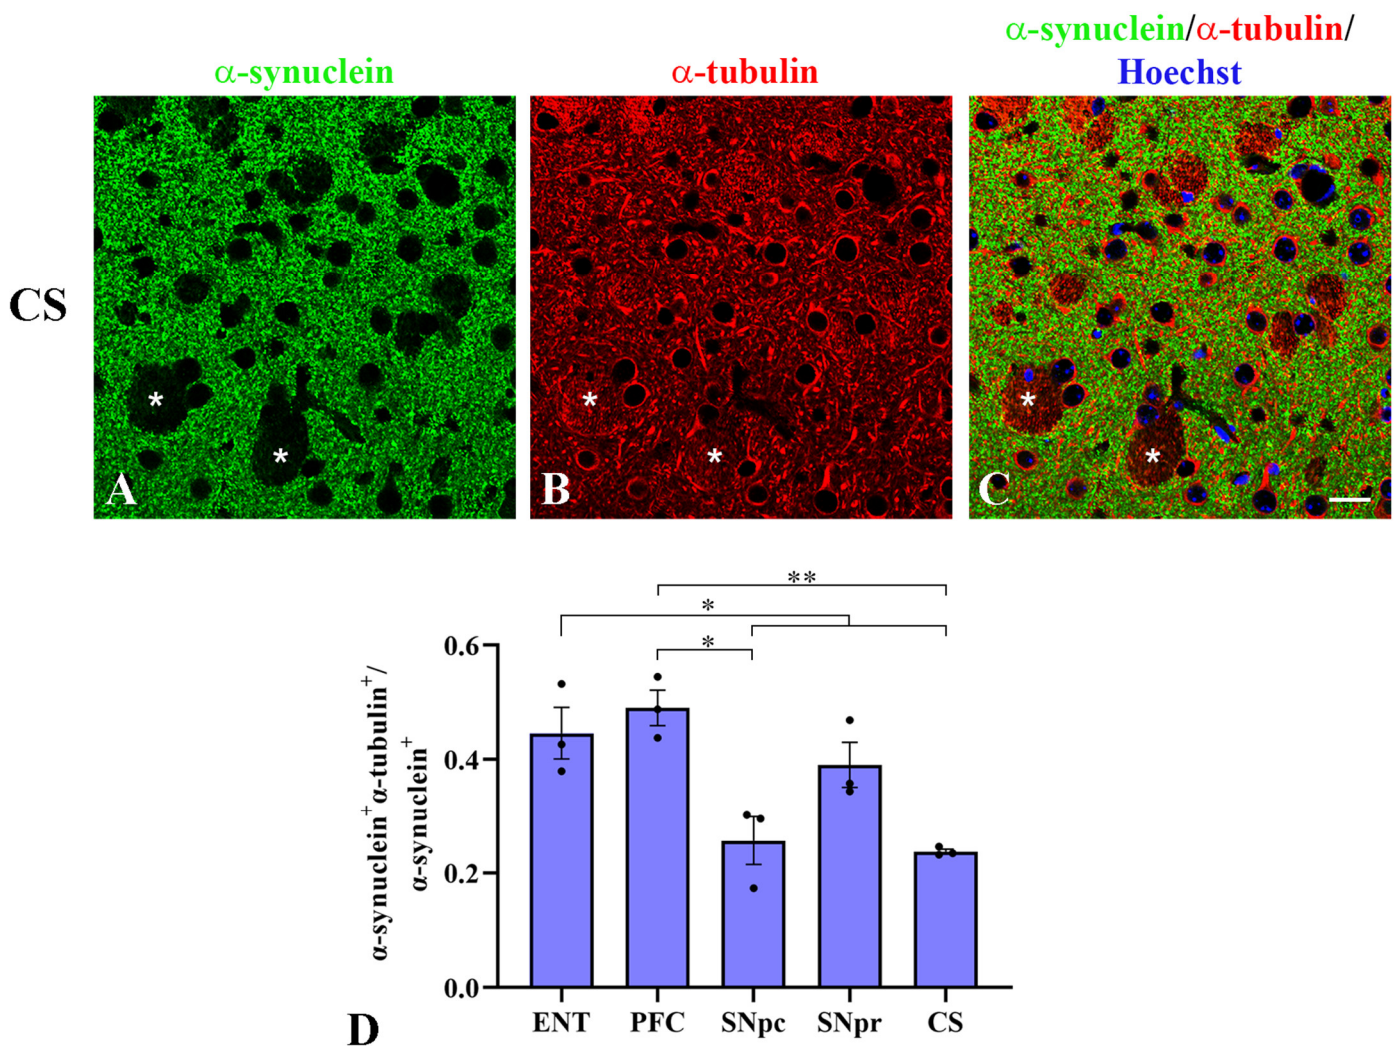 α-synuclein/α-tubulin/
α-synuclein
α-tubulin
Hoechst
CS
*
*
*
*
*
*
A
B
C
**
*
*
0.6
0.4
0.2
0.0
α-synuclein⁺α-tubulin⁺/
α-synuclein⁺
ENT
PFC
SNpc
SNpr
CS
D